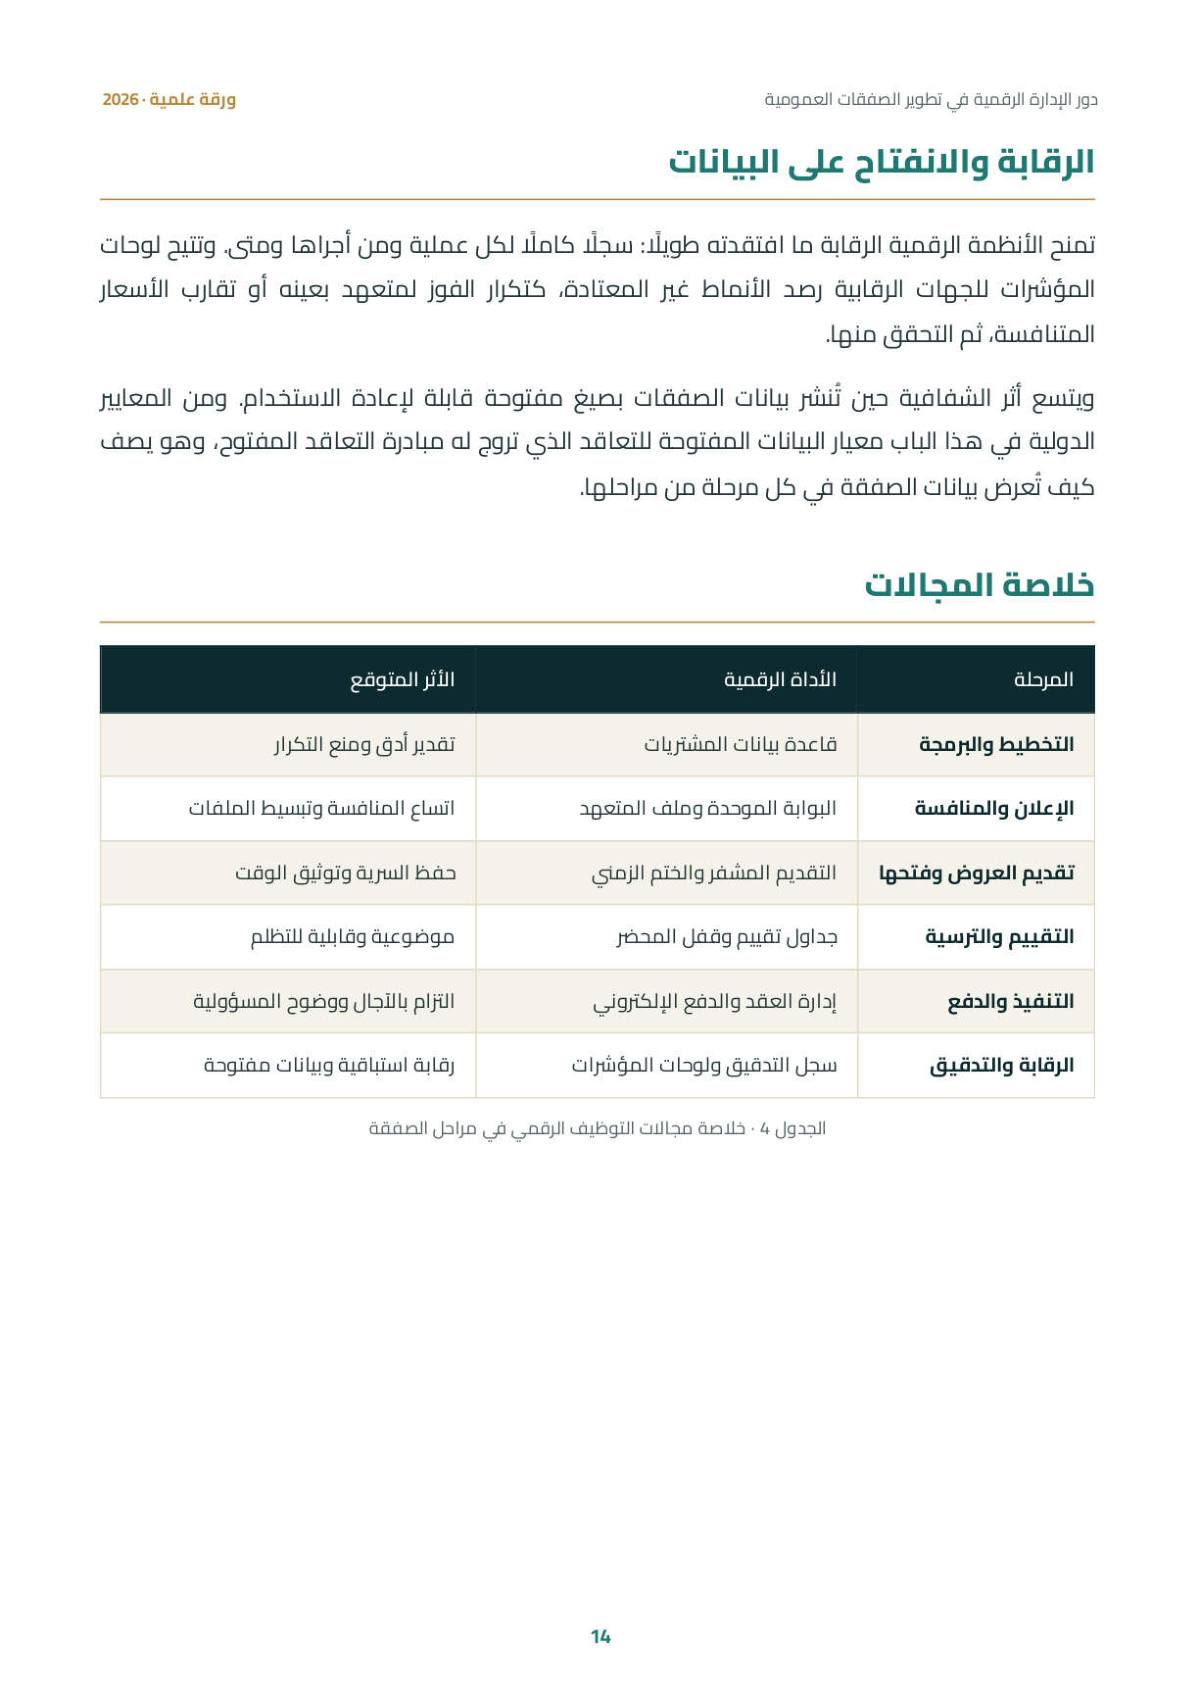 دور الإدارة الرقمية في تطوير الصفقات العمومية
ورقة علمية · 2026
الرقابة والانفتاح على البيانات
تمنح الأنظمة الرقمية الرقابة ما افتقدته طويلًا: سجلًا كاملًا لكل عملية ومن أجراها ومتى. وتتيح لوحات
المؤشرات للجهات الرقابية رصد الأنماط غير المعتادة، كتكرار الفوز لمتعهد بعينه أو تقارب الأسعار
المتنافسة، ثم التحقق منها.
ويتسع أثر الشفافية حين تُنشر بيانات الصفقات بصيغ مفتوحة قابلة لإعادة الاستخدام. ومن المعايير
الدولية في هذا الباب معيار البيانات المفتوحة للتعاقد الذي تروج له مبادرة التعاقد المفتوح، وهو يصف
كيف تُعرض بيانات الصفقة في كل مرحلة من مراحلها.
خلاصة المجالات
المرحلة الأداة الرقمية الأثر المتوقع
التخطيط والبرمجة قاعدة بيانات المشتريات تقدير أدق ومنع التكرار
الإعلان والمنافسة البوابة الموحدة وملف المتعهد اتساع المنافسة وتبسيط الملفات
تقديم العروض وفتحها التقديم المشفر والختم الزمني حفظ السرية وتوثيق الوقت
التقييم والترسية جداول تقييم وقفل المحضر موضوعية وقابلية للتظلم
التنفيذ والدفع إدارة العقد والدفع الإلكتروني التزام بالآجال ووضوح المسؤولية
الرقابة والتدقيق سجل التدقيق ولوحات المؤشرات رقابة استباقية وبيانات مفتوحة
الجدول 4 · خلاصة مجالات التوظيف الرقمي في مراحل الصفقة
14